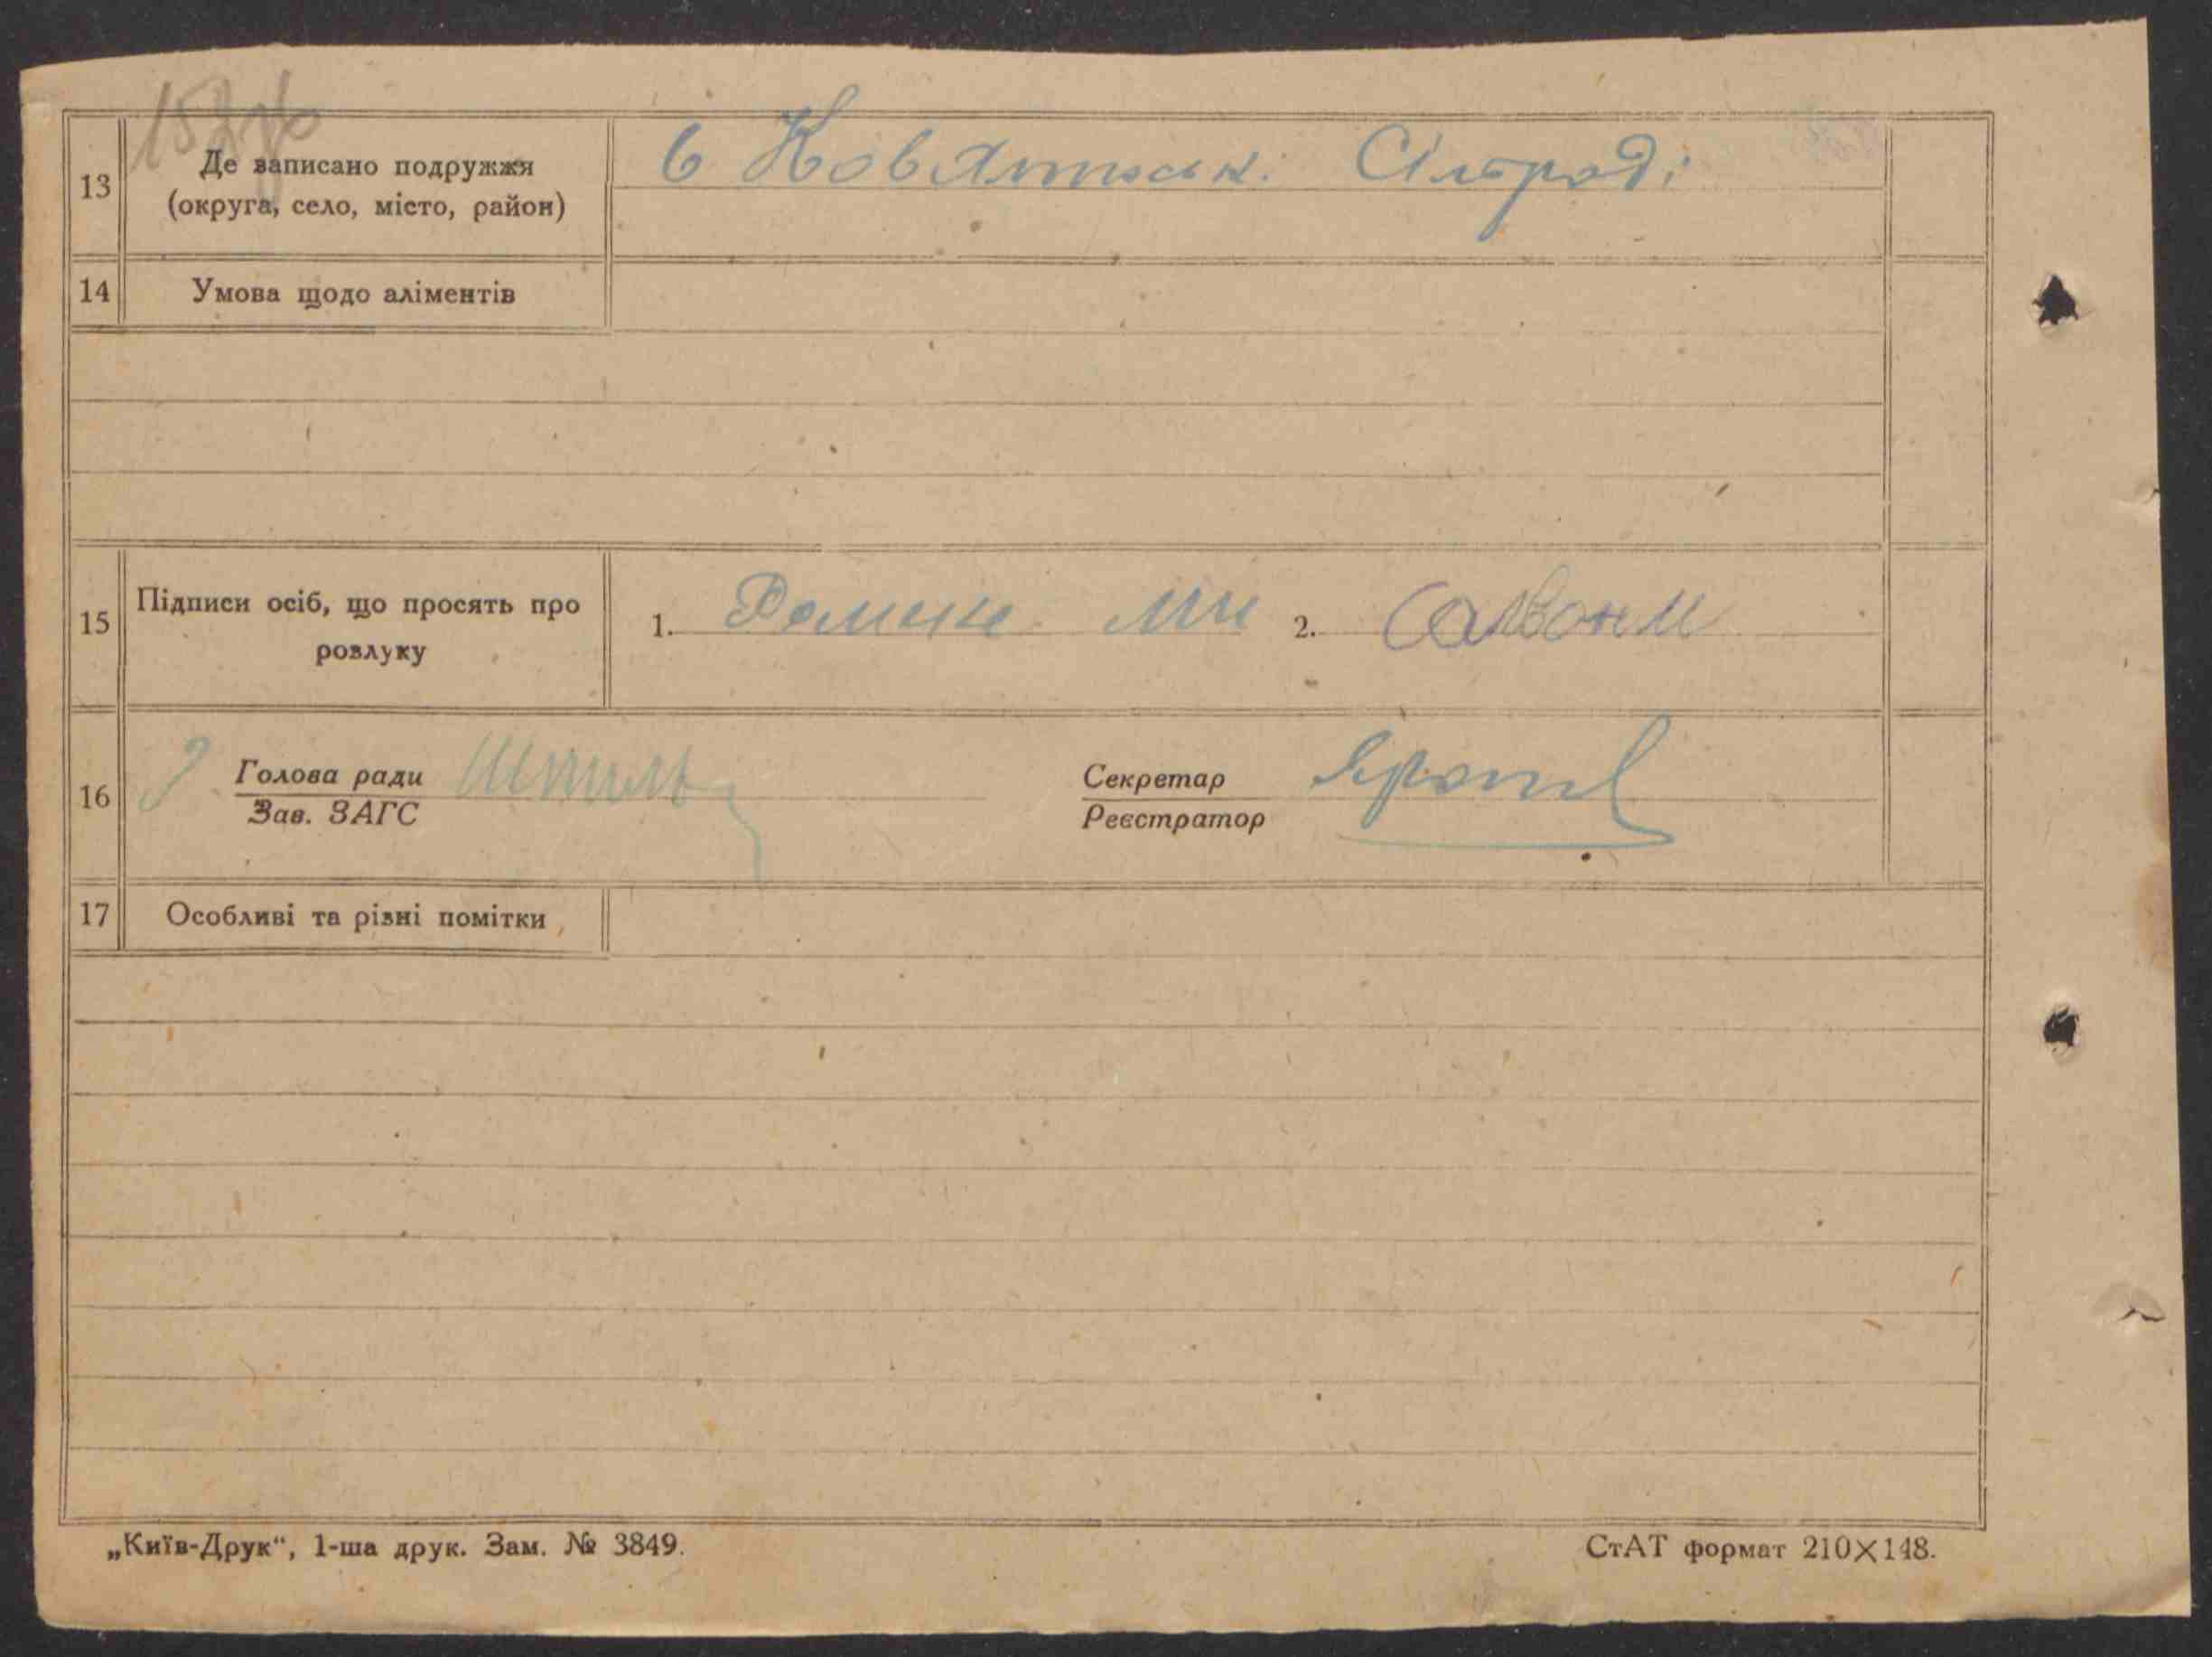 13
Де записано подружжя
(округа, село, місто, район)
в Ковятинськ. Сільраді
14
Умова щодо аліментів
15
Підписи осіб, що просять про
розлуку
1.
2.
16
Голова ради
Зав. ЗАГС
Секретар
Реєстратор
17
Особливі та різні помітки
„Київ-Друк“, 1-ша друк. Зам. № 3849.
СтАТ формат 210×148.